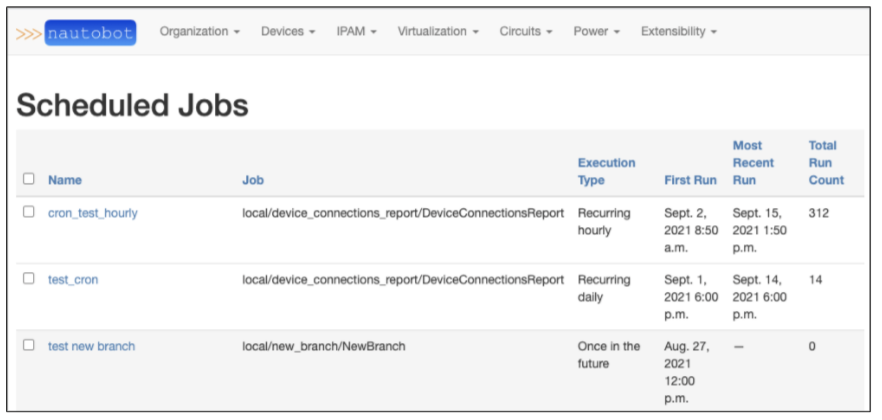 >>> nautobot Organization Devices IPAM Virtualization Circuits Power Extensibility
Scheduled Jobs
Name Job Execution Type First Run Most Recent Run Total Run Count
cron_test_hourly local/device_connections_report/DeviceConnectionsReport Recurring hourly Sept. 2, 2021 8:50 a.m. Sept. 15, 2021 1:50 p.m. 312
test_cron local/device_connections_report/DeviceConnectionsReport Recurring daily Sept. 1, 2021 6:00 p.m. Sept. 14, 2021 6:00 p.m. 14
test new branch local/new_branch/NewBranch Once in the future Aug. 27, 2021 12:00 p.m. — 0